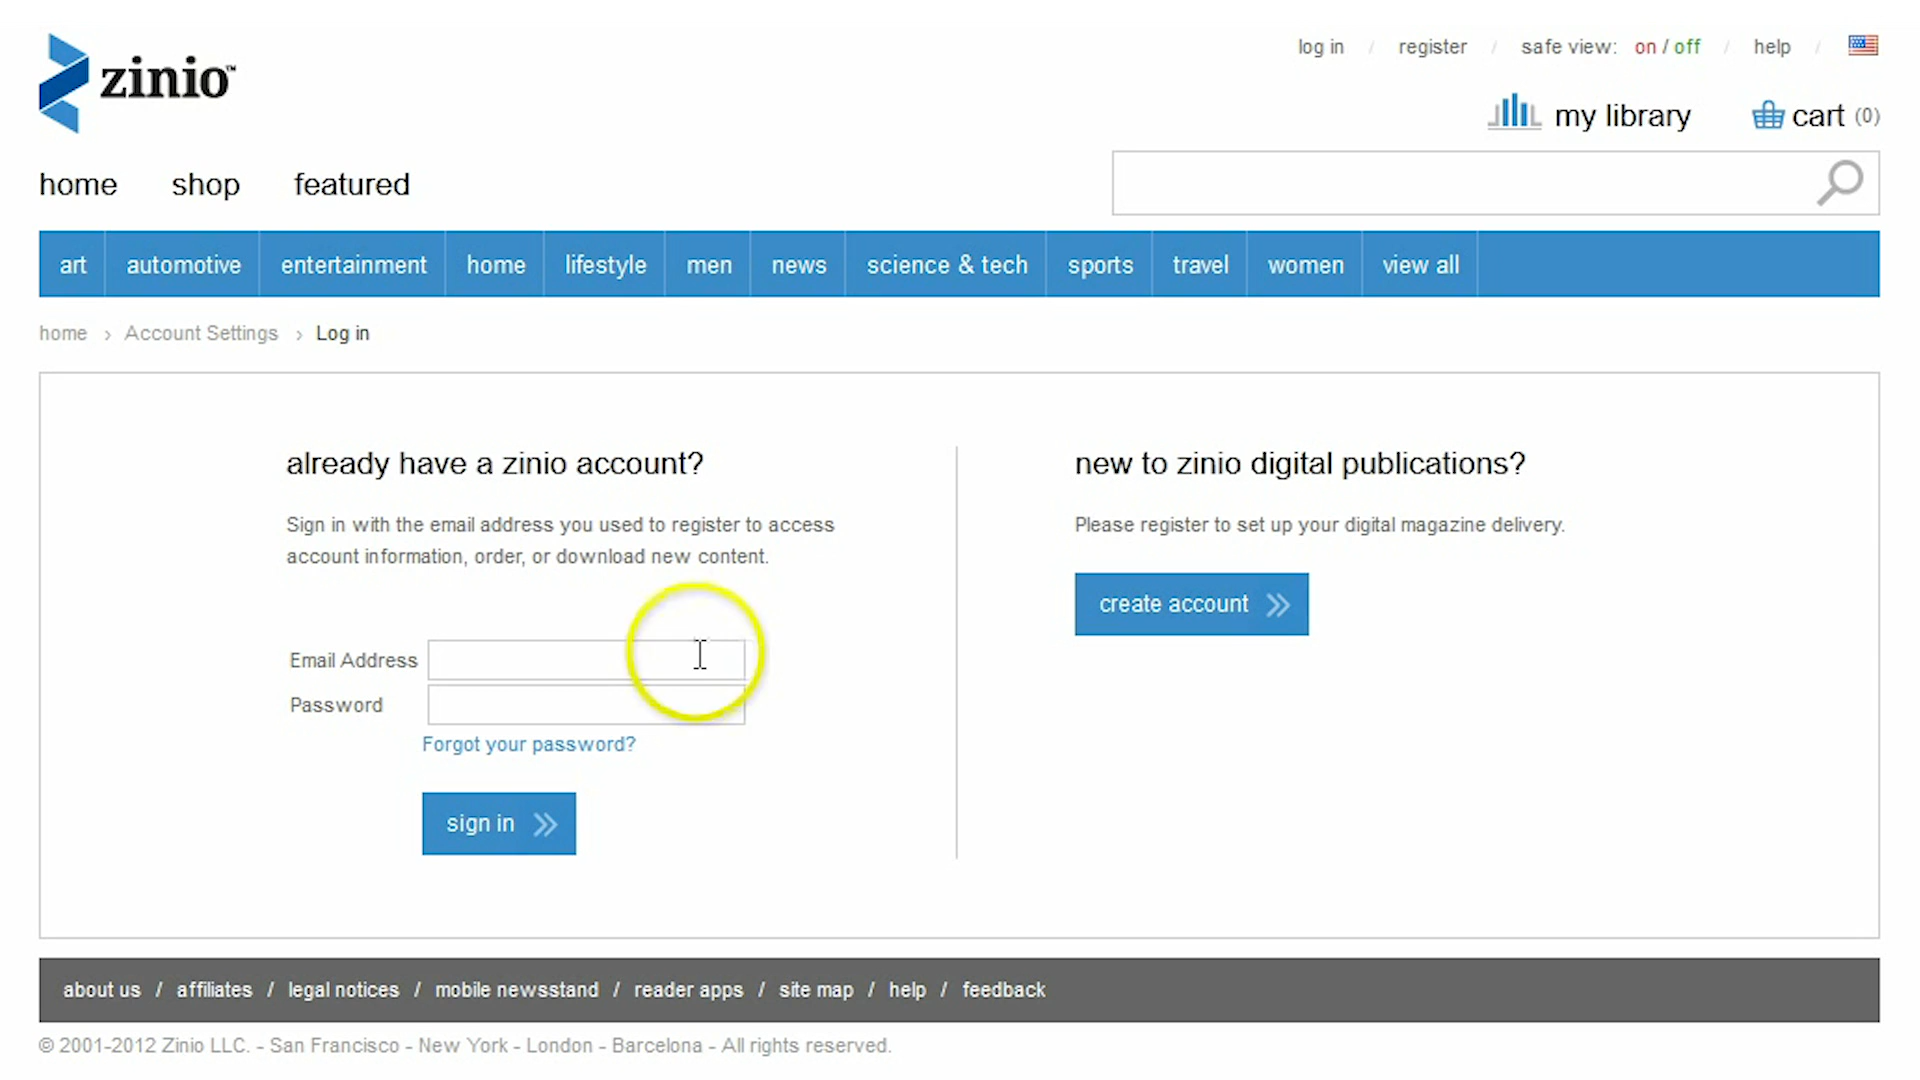 zinio™
log in / register / safe view: on / off / help /
my library cart (0)
home shop featured
art automotive entertainment home lifestyle men news science & tech sports travel women view all
home › Account Settings › Log in
already have a zinio account?
Sign in with the email address you used to register to access
account information, order, or download new content.
Email Address
Password
Forgot your password?
sign in »
new to zinio digital publications?
Please register to set up your digital magazine delivery.
create account »
about us / affiliates / legal notices / mobile newsstand / reader apps / site map / help / feedback
© 2001-2012 Zinio LLC. - San Francisco - New York - London - Barcelona - All rights reserved.